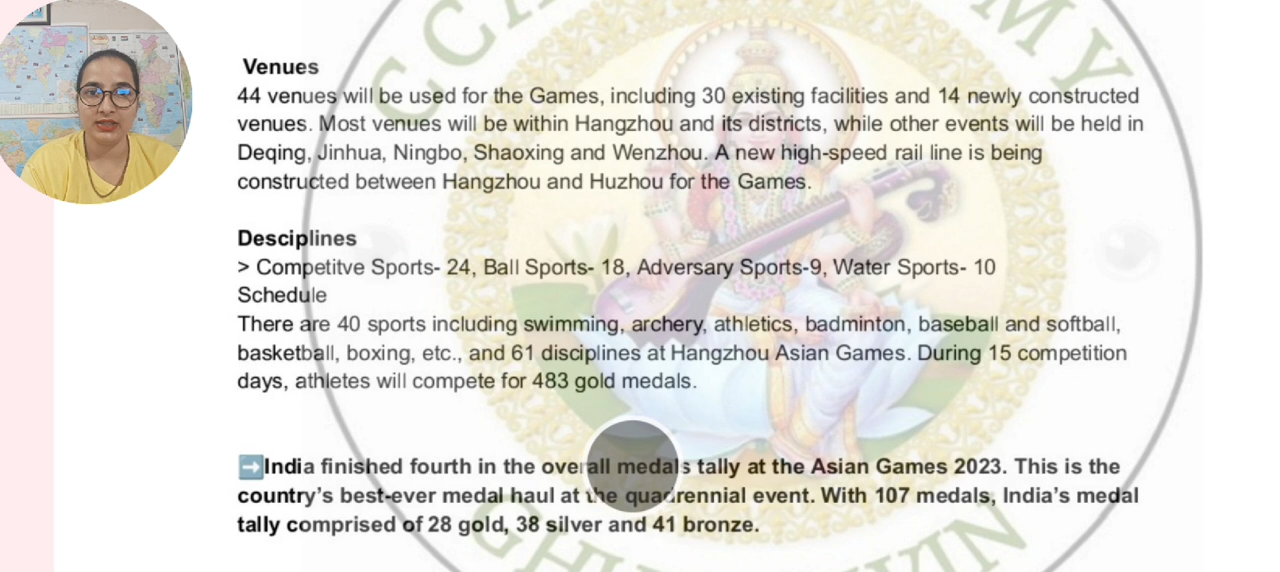 CCA ACADEMY
Venues
44 venues will be used for the Games, including 30 existing facilities and 14 newly constructed
venues. Most venues will be within Hangzhou and its districts, while other events will be held in
Deqing, Jinhua, Ningbo, Shaoxing and Wenzhou. A new high-speed rail line is being
constructed between Hangzhou and Huzhou for the Games.
Desciplines
> Competitve Sports- 24, Ball Sports- 18, Adversary Sports-9, Water Sports- 10
Schedule
There are 40 sports including swimming, archery, athletics, badminton, baseball and softball,
basketball, boxing, etc., and 61 disciplines at Hangzhou Asian Games. During 15 competition
days, athletes will compete for 483 gold medals.
➡India finished fourth in the overall medals tally at the Asian Games 2023. This is the
country's best-ever medal haul at the quadrennial event. With 107 medals, India's medal
tally comprised of 28 gold, 38 silver and 41 bronze.